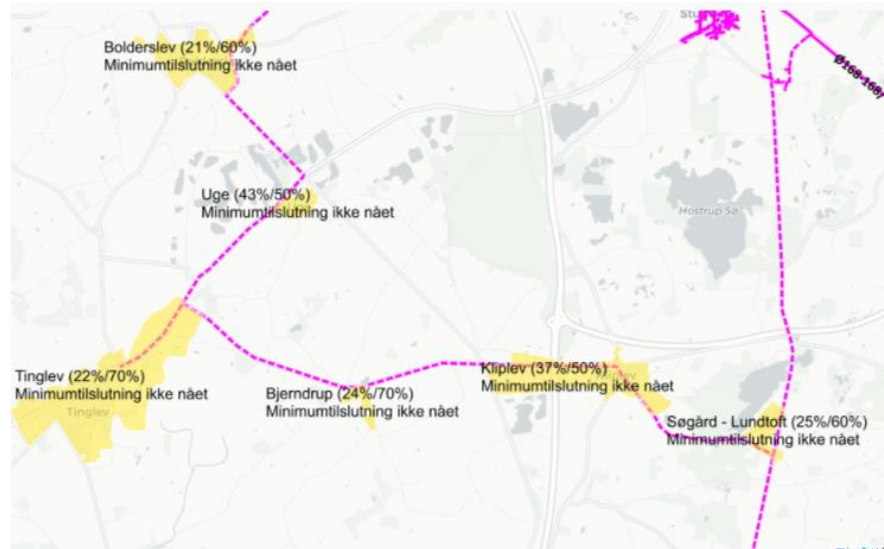 Bolderslev (21%/60%)
Minimumtilslutning ikke nået
Ø168-168/
Uge (43%/50%)
Minimumtilslutning ikke nået
Hostrup Sø
Tinglev (22%/70%)
Minimumtilslutning ikke nået
Tinglev
Bjerndrup (24%/70%)
Minimumtilslutning ikke nået
Kliplev (37%/50%)
Minimumtilslutning ikke nået
Søgård - Lundtoft (25%/60%)
Minimumtilslutning ikke nået